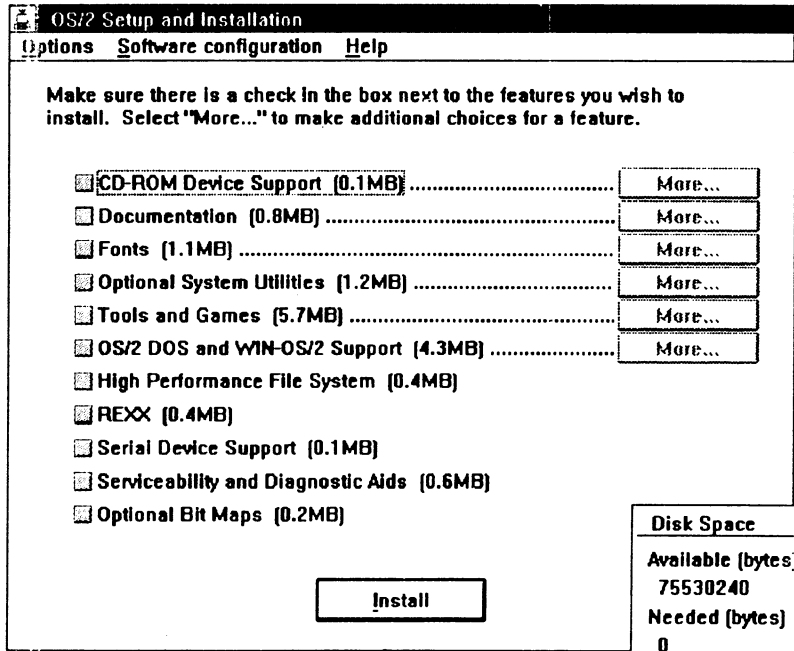 OS/2 Setup and Installation
Options Software configuration Help
Make sure there is a check in the box next to the features you wish to
install. Select "More..." to make additional choices for a feature.
CD-ROM Device Support (0.1MB) .............................. More...
Documentation (0.8MB) .......................................... More...
Fonts (1.1MB) ....................................................... More...
Optional System Utilities (1.2MB) ............................. More...
Tools and Games (5.7MB) ...................................... More...
OS/2 DOS and WIN-OS/2 Support (4.3MB) .................. More...
High Performance File System (0.4MB)
REXX (0.4MB)
Serial Device Support (0.1MB)
Serviceability and Diagnostic Aids (0.6MB)
Optional Bit Maps (0.2MB)
Install
Disk Space
Available (bytes)
75530240
Needed (bytes)
0